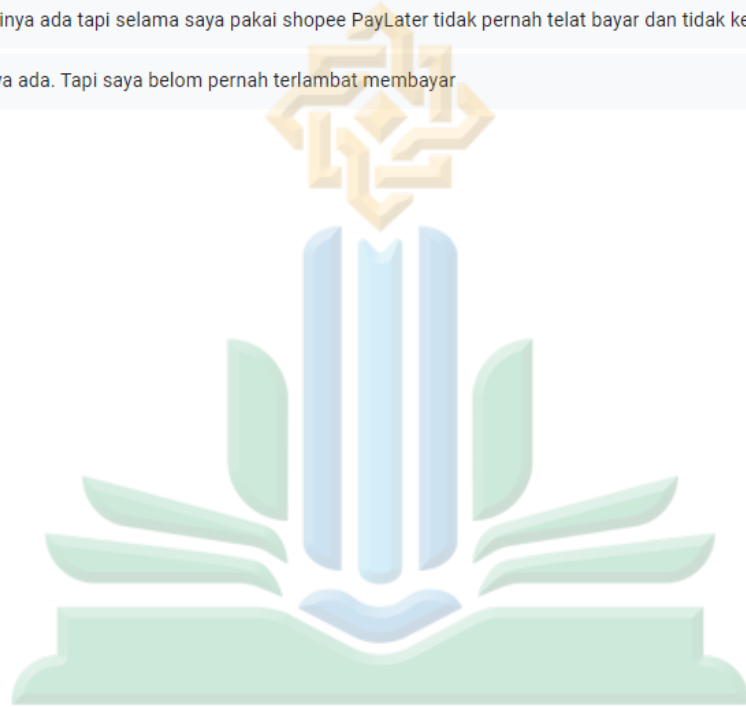 inya ada tapi selama saya pakai shopee PayLater tidak pernah telat bayar dan tidak ke
a ada. Tapi saya belom pernah terlambat membayar